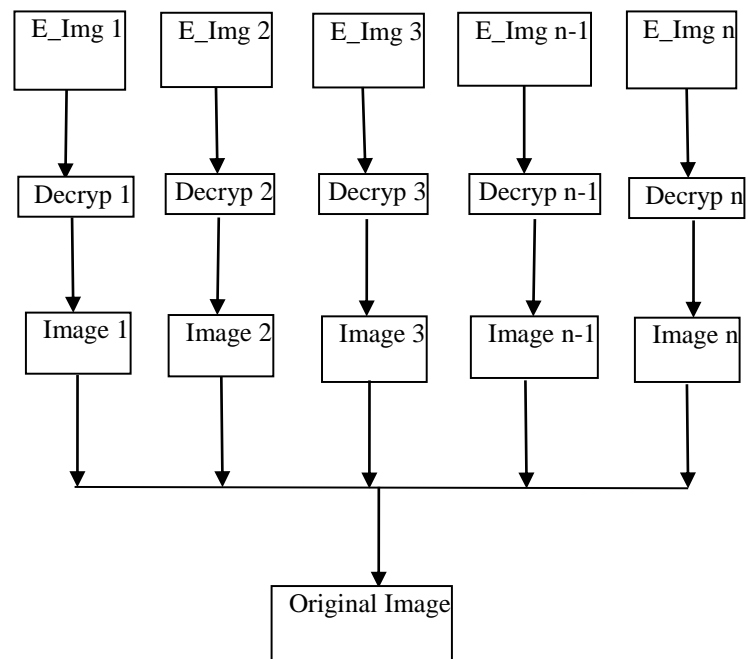 E_Img 1
E_Img 2
E_Img 3
E_Img n-1
E_Img n
Decryp 1
Decryp 2
Decryp 3
Decryp n-1
Decryp n
Image 1
Image 2
Image 3
Image n-1
Image n
Original Image